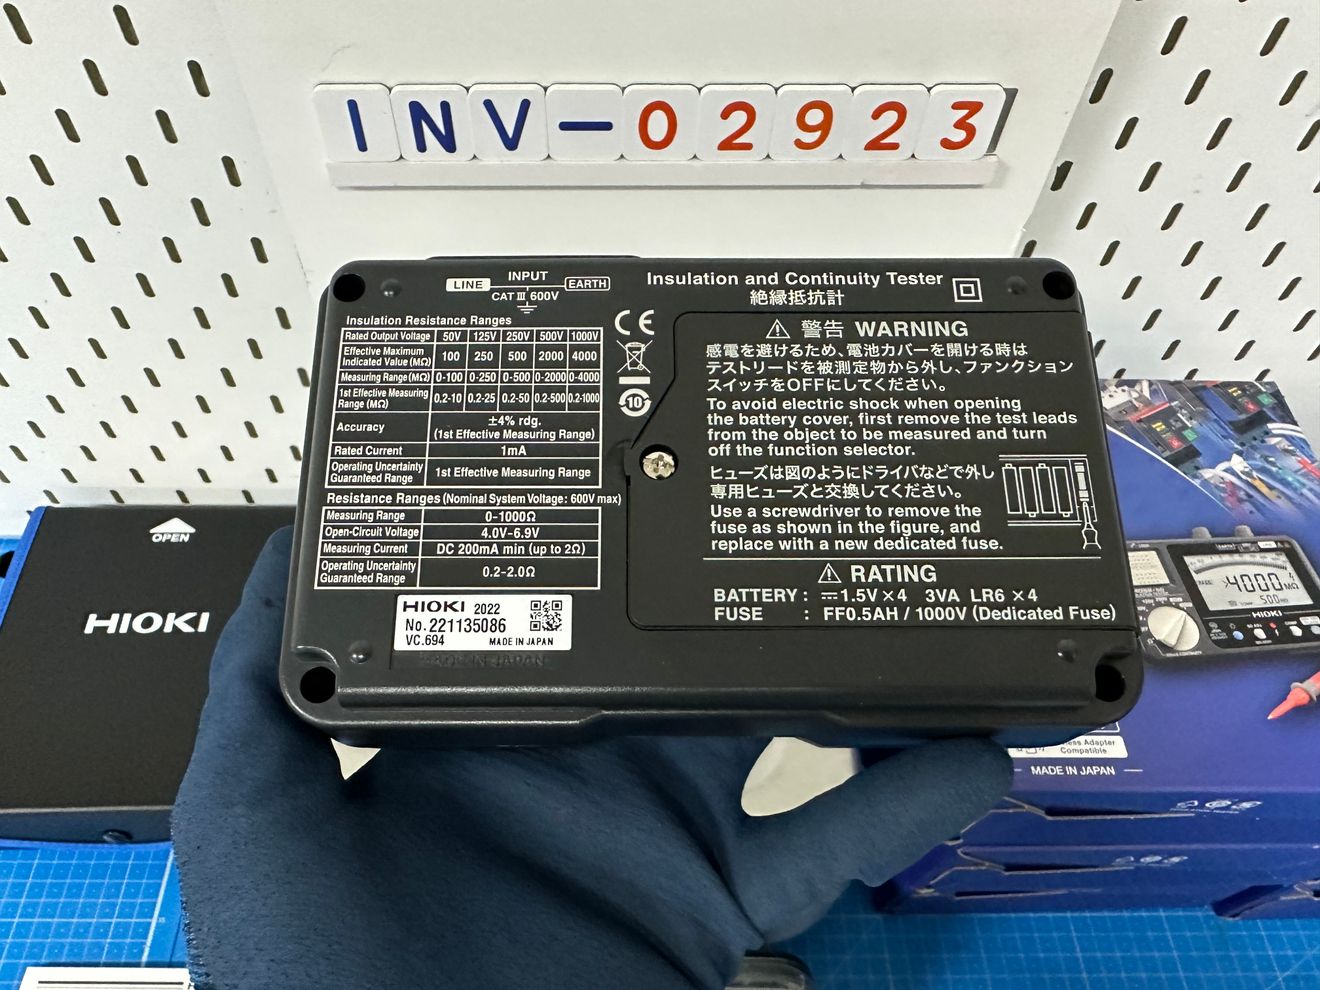 INV-02923
INPUT
LINE EARTH
CAT III 600V
Insulation and Continuity Tester
絶縁抵抗計
Insulation Resistance Ranges
Rated Output Voltage 50V 125V 250V 500V 1000V
Effective Maximum Indicated Value (MΩ) 100 250 500 2000 4000
Measuring Range (MΩ) 0-100 0-250 0-500 0-2000 0-4000
1st Effective Measuring Range (MΩ) 0.2-10 0.2-25 0.2-50 0.2-500 0.2-1000
Accuracy ±4% rdg. (1st Effective Measuring Range)
Rated Current 1mA
Operating Uncertainty Guaranteed Range 1st Effective Measuring Range
Resistance Ranges (Nominal System Voltage: 600V max)
Measuring Range 0-1000Ω
Open-Circuit Voltage 4.0V-6.9V
Measuring Current DC 200mA min (up to 2Ω)
Operating Uncertainty Guaranteed Range 0.2-2.0Ω
HIOKI 2022
No.221135086
VC.694 MADE IN JAPAN
CE
10
警告 WARNING
感電を避けるため、電池カバーを開ける時は
テストリードを被測定物から外し、ファンクション
スイッチをOFFにしてください。
To avoid electric shock when opening
the battery cover, first remove the test leads
from the object to be measured and turn
off the function selector.
ヒューズは図のようにドライバなどで外し
専用ヒューズと交換してください。
Use a screwdriver to remove the
fuse as shown in the figure, and
replace with a new dedicated fuse.
RATING
BATTERY : ⎓1.5V×4 3VA LR6 ×4
FUSE : FF0.5AH / 1000V (Dedicated Fuse)
OPEN
HIOKI
HIOKI
4000
500
Adapter
Compatible
MADE IN JAPAN